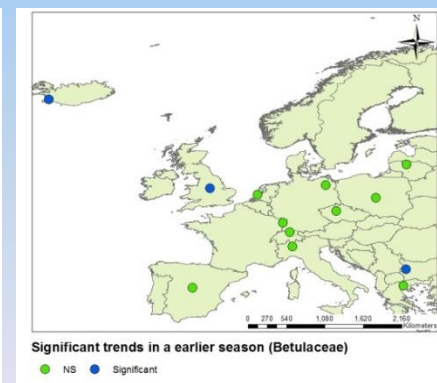 N
0 270 540 1,080 1,620 2,160
Kilometers
Significant trends in a earlier season (Betulaceae)
NS Significant